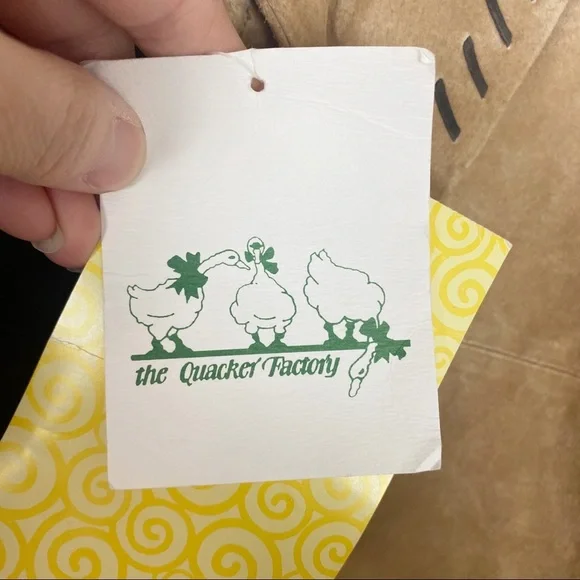 the Quacker Factory